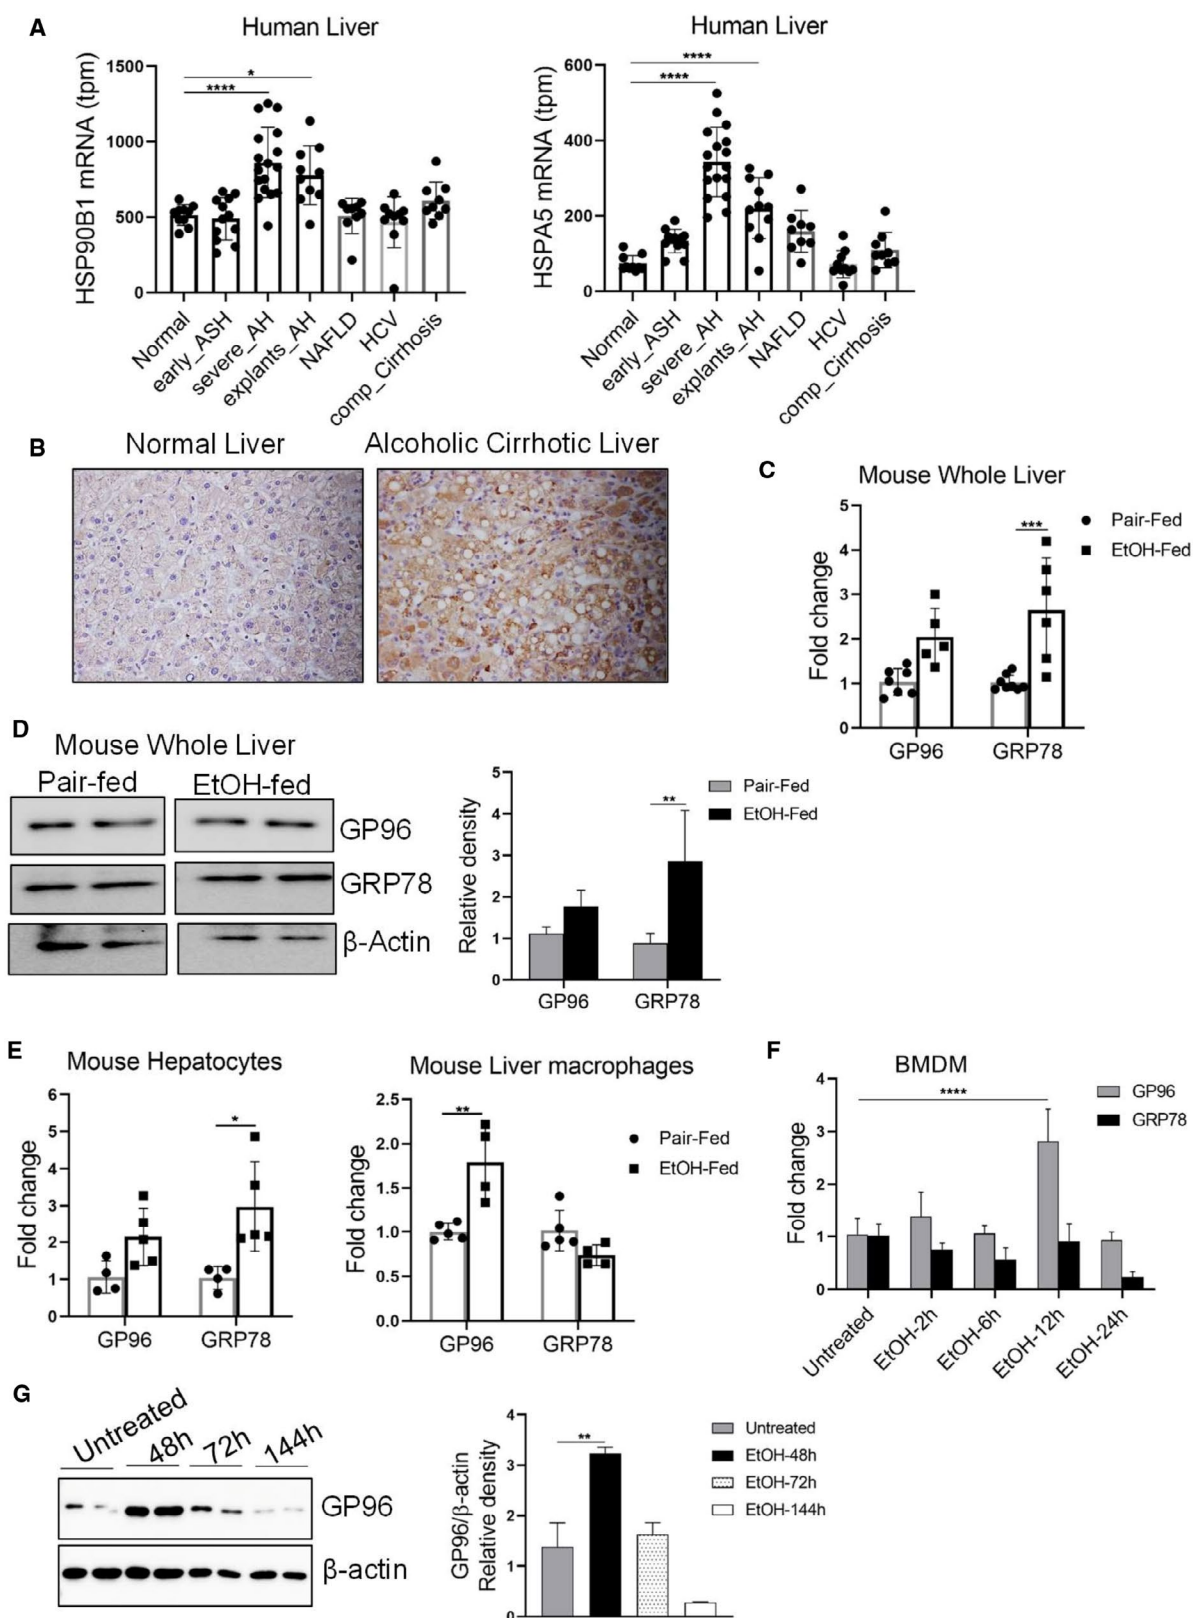 A
Human Liver
HSP90B1 mRNA (tpm)
1500
1000
500
0
*
****
Normal
early_ASH
severe_AH
explants_AH
NAFLD
HCV
comp_Cirrhosis
Human Liver
HSPA5 mRNA (tpm)
600
400
200
0
****
****
Normal
early_ASH
severe_AH
explants_AH
NAFLD
HCV
comp_Cirrhosis
B
Normal Liver
Alcoholic Cirrhotic Liver
C
Mouse Whole Liver
Fold change
5
4
3
2
1
0
***
GP96
GRP78
Pair-Fed
EtOH-Fed
D
Mouse Whole Liver
Pair-fed
EtOH-fed
GP96
GRP78
β-Actin
Relative density
5
4
3
2
1
0
**
GP96
GRP78
Pair-Fed
EtOH-Fed
E
Mouse Hepatocytes
Fold change
6
5
4
3
2
1
0
*
GP96
GRP78
Mouse Liver macrophages
Fold change
2.5
2.0
1.5
1.0
0.5
0.0
**
GP96
GRP78
Pair-Fed
EtOH-Fed
F
BMDM
Fold change
4
3
2
1
0
****
Untreated
EtOH-2h
EtOH-6h
EtOH-12h
EtOH-24h
GP96
GRP78
G
Untreated
48h
72h
144h
GP96
β-actin
GP96/β-actin
Relative density
4
3
2
1
0
**
Untreated
EtOH-48h
EtOH-72h
EtOH-144h